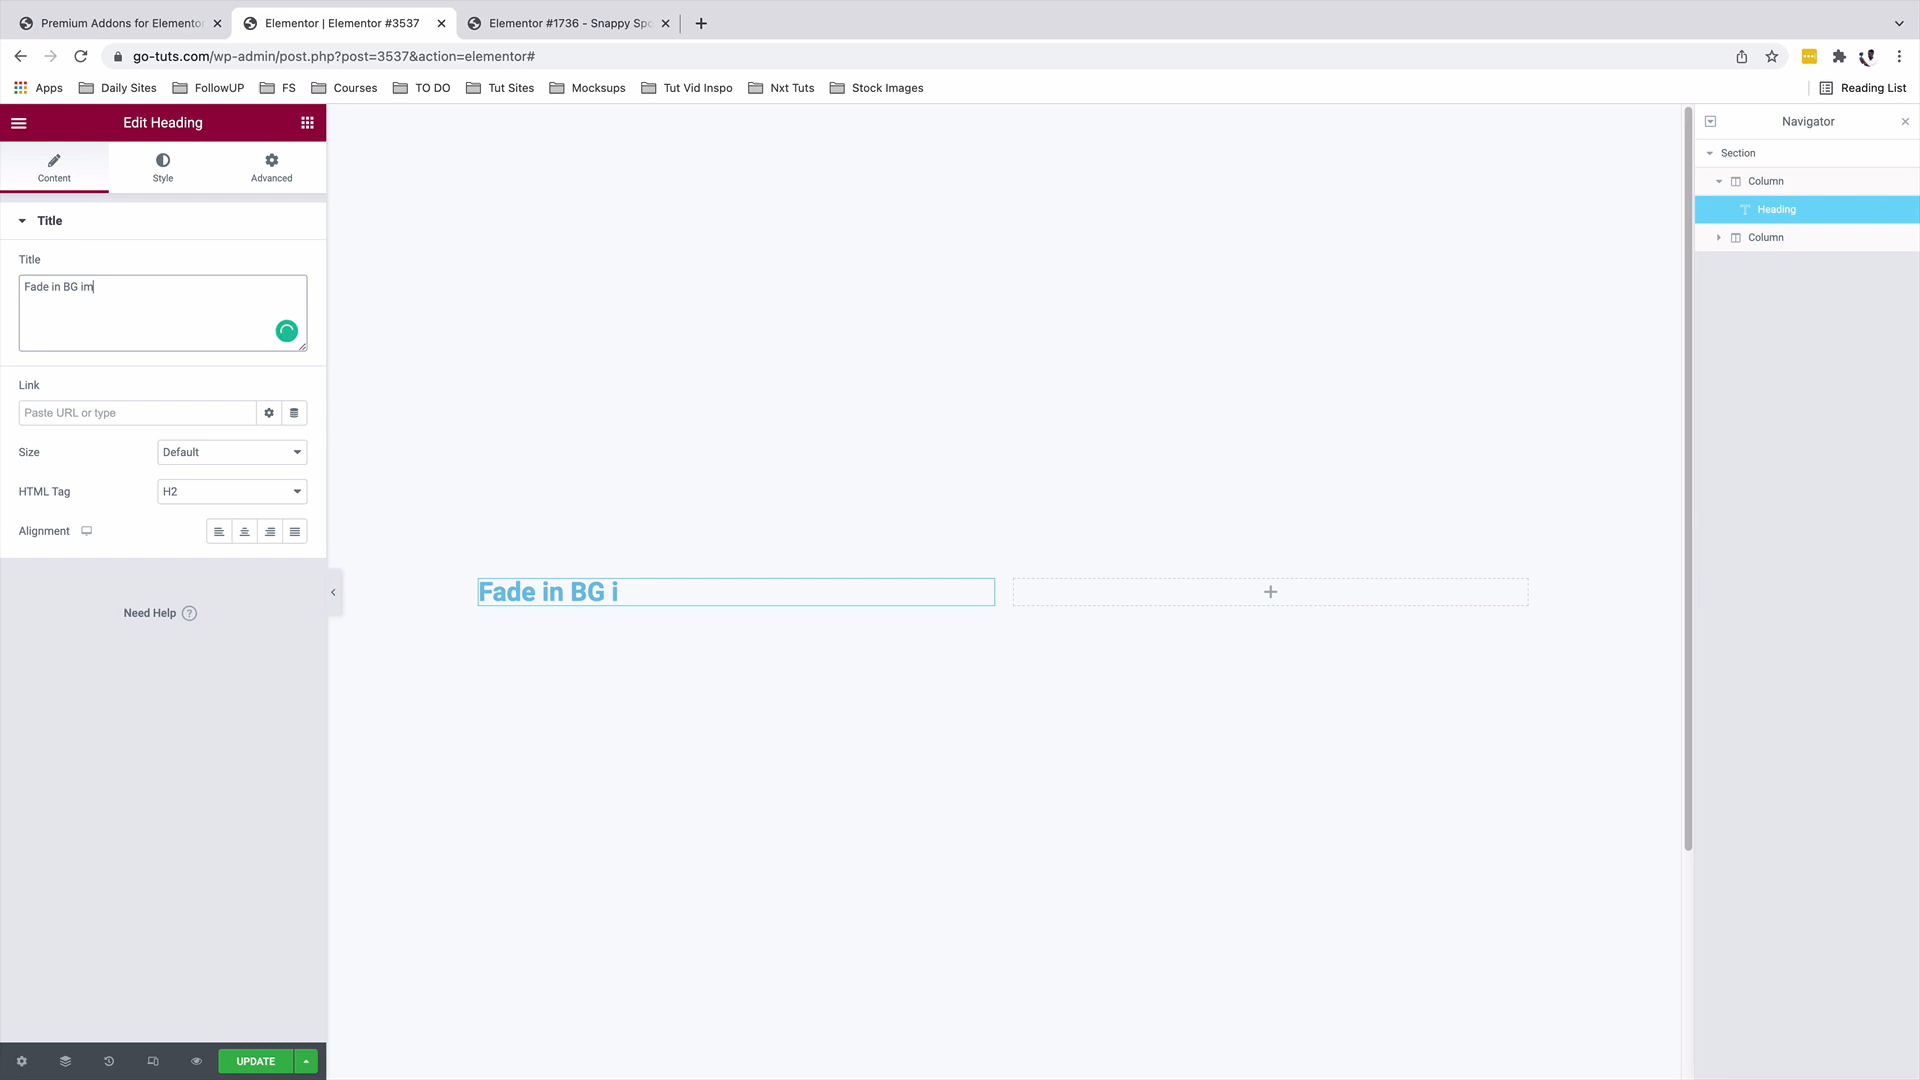 Premium Addons for Elementor
Elementor | Elementor #3537
Elementor #1736 - Snappy Spo
go-tuts.com/wp-admin/post.php?post=3537&action=elementor#
Apps
Daily Sites
FollowUP
FS
Courses
TO DO
Tut Sites
Mocksups
Tut Vid Inspo
Nxt Tuts
Stock Images
Reading List
Edit Heading
Content
Style
Advanced
Title
Title
Fade in BG im
Link
Paste URL or type
Size
Default
HTML Tag
H2
Alignment
Need Help
UPDATE
Fade in BG i
Navigator
Section
Column
Heading
Column